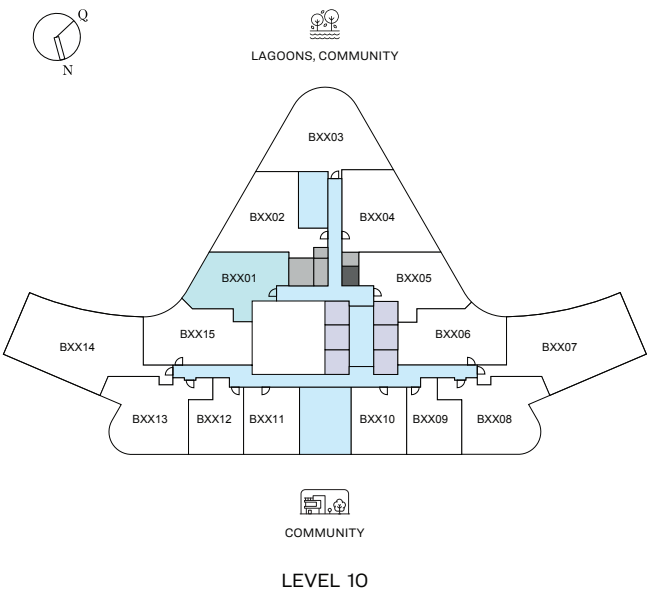 Q
N
LAGOONS, COMMUNITY
BXX03
BXX02
BXX04
BXX01
BXX05
BXX14
BXX15
BXX06
BXX07
BXX13
BXX12
BXX11
BXX10
BXX09
BXX08
COMMUNITY
LEVEL 10